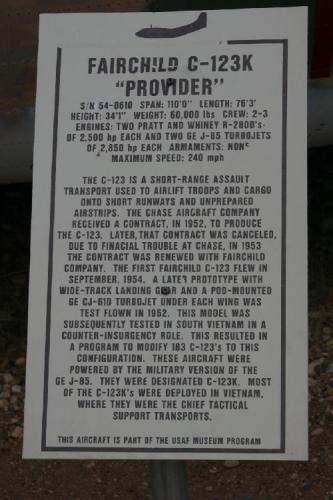 FAIRCHILD C-123K
"PROVIDER"
S/N 54-0610 SPAN: 110'0" LENGTH: 76'3'
HEIGHT: 34'1" WEIGHT: 60,000 lbs CREW: 2-3
ENGINES: TWO PRATT and WHINEY R-2800's
OF 2,500 hp EACH AND TWO GE J-85 TURBOJETS
OF 2,850 hp EACH ARMAMENTS: NONE
MAXIMUM SPEED: 240 mph
THE C-123 IS A SHORT-RANGE ASSAULT
TRANSPORT USED TO AIRLIFT TROOPS AND CARGO
ONTO SHORT RUNWAYS AND UNPREPARED
AIRSTRIPS. THE CHASE AIRCRAFT COMPANY
RECEIVED A CONTRACT, IN 1952, TO PRODUCE
THE C-123. LATER, THAT CONTRACT WAS CANCELED,
DUE TO FINACIAL TROUBLE AT CHASE, IN 1953
THE CONTRACT WAS RENEWED WITH FAIRCHILD
COMPANY. THE FIRST FAIRCHILD C-123 FLEW IN
SEPTEMBER, 1954. A LATER PROTOTYPE WITH
WIDE-TRACK LANDING GEAR AND A POD-MOUNTED
GE CJ-610 TURBOJET UNDER EACH WING WAS
TEST FLOWN IN 1962. THIS MODEL WAS
SUBSEQUENTLY TESTED IN SOUTH VIETNAM IN A
COUNTER-INSURGENCY ROLE. THIS RESULTED IN
A PROGRAM TO MODIFY 183 C-123's TO THIS
CONFIGURATION. THESE AIRCRAFT WERE
POWERED BY THE MILITARY VERSION OF THE
GE J-85. THEY WERE DESIGNATED C-123K. MOST
OF THE C-123K's WERE DEPLOYED IN VIETNAM,
WHERE THEY WERE THE CHIEF TACTICAL
SUPPORT TRANSPORTS.
THIS AIRCRAFT IS PART OF THE USAF MUSEUM PROGRAM